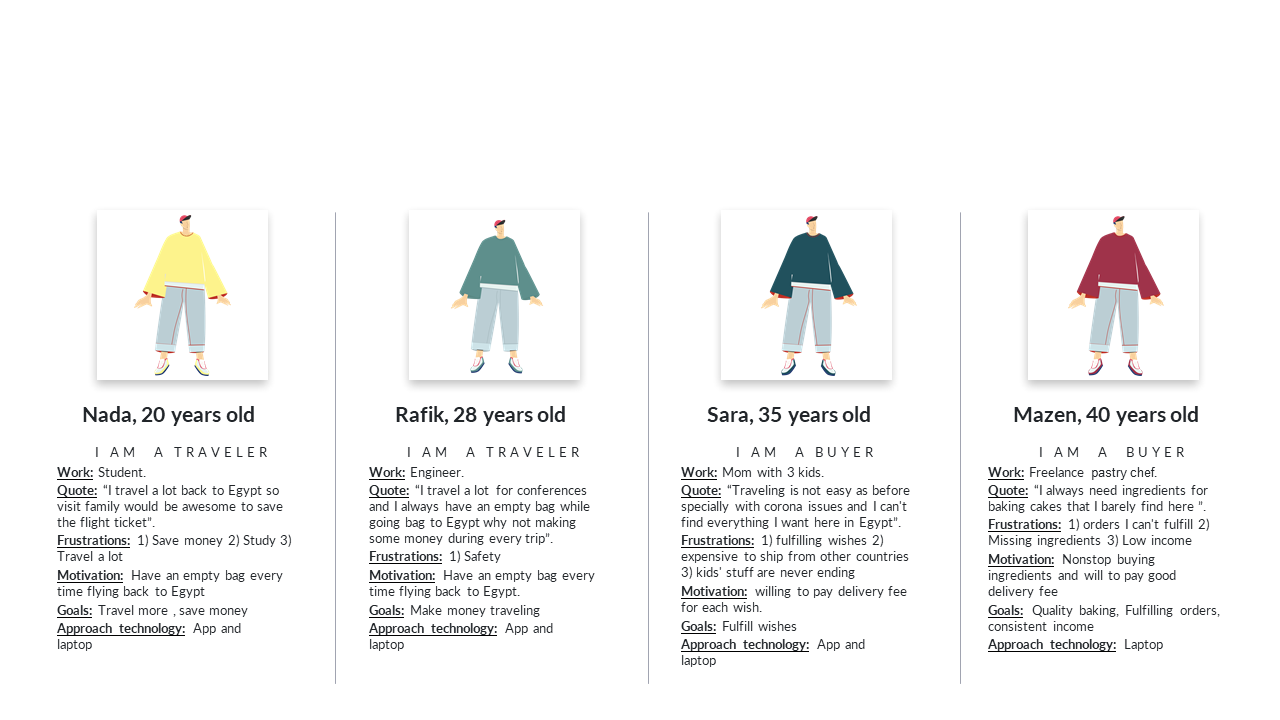 Nada, 20 years old
I AM A TRAVELER
Work: Student.
Quote: “I travel a lot back to Egypt so
visit family would be awesome to save
the flight ticket”.
Frustrations: 1) Save money 2) Study 3)
Travel a lot
Motivation: Have an empty bag every
time flying back to Egypt
Goals: Travel more , save money
Approach technology: App and
laptop
Rafik, 28 years old
I AM A TRAVELER
Work: Engineer.
Quote: “I travel a lot for conferences
and I always have an empty bag while
going bag to Egypt why not making
some money during every trip”.
Frustrations: 1) Safety
Motivation: Have an empty bag every
time flying back to Egypt.
Goals: Make money traveling
Approach technology: App and
laptop
Sara, 35 years old
I AM A BUYER
Work: Mom with 3 kids.
Quote: “Traveling is not easy as before
specially with corona issues and I can't
find everything I want here in Egypt”.
Frustrations: 1) fulfilling wishes 2)
expensive to ship from other countries
3) kids' stuff are never ending
Motivation: willing to pay delivery fee
for each wish.
Goals: Fulfill wishes
Approach technology: App and
laptop
Mazen, 40 years old
I AM A BUYER
Work: Freelance pastry chef.
Quote: “I always need ingredients for
baking cakes that I barely find here ”.
Frustrations: 1) orders I can't fulfill 2)
Missing ingredients 3) Low income
Motivation: Nonstop buying
ingredients and will to pay good
delivery fee
Goals: Quality baking, Fulfilling orders,
consistent income
Approach technology: Laptop